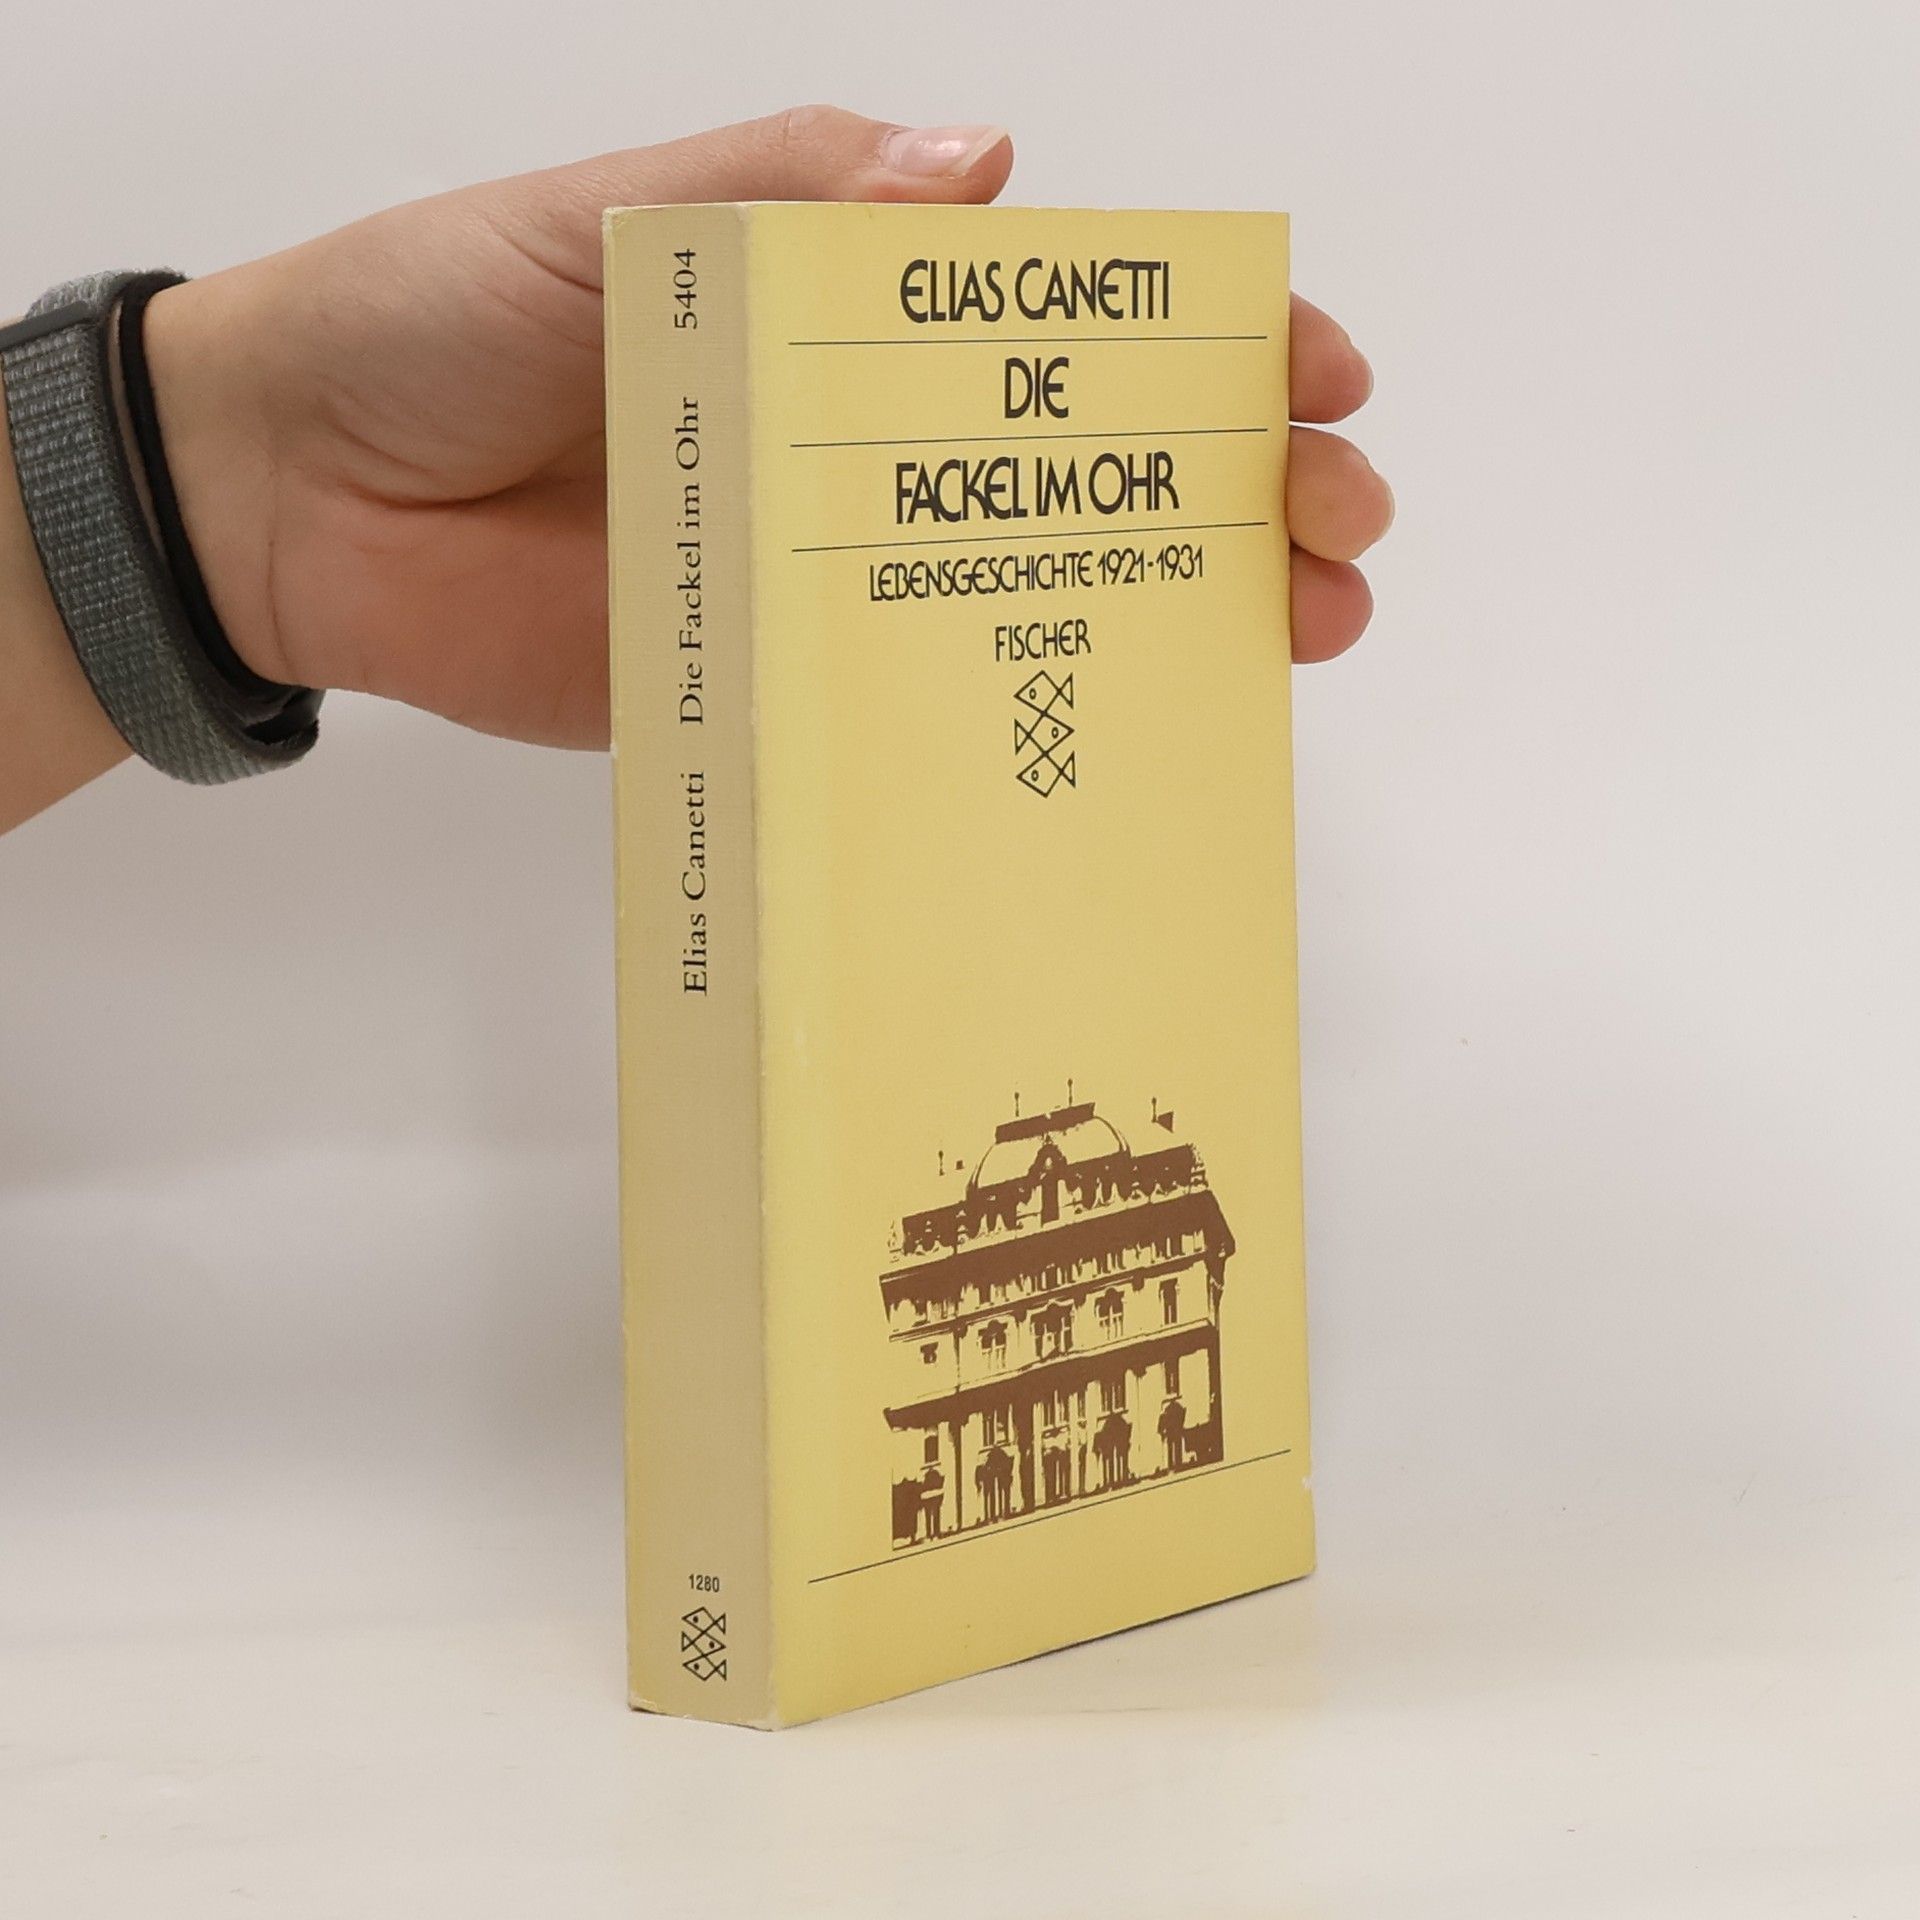 ELIAS CANETTI
DIE
FACKEL IM OHR
LEBENSGESCHICHTE 1921-1931
FISCHER
Elias Canetti Die Fackel im Ohr 5404
1280